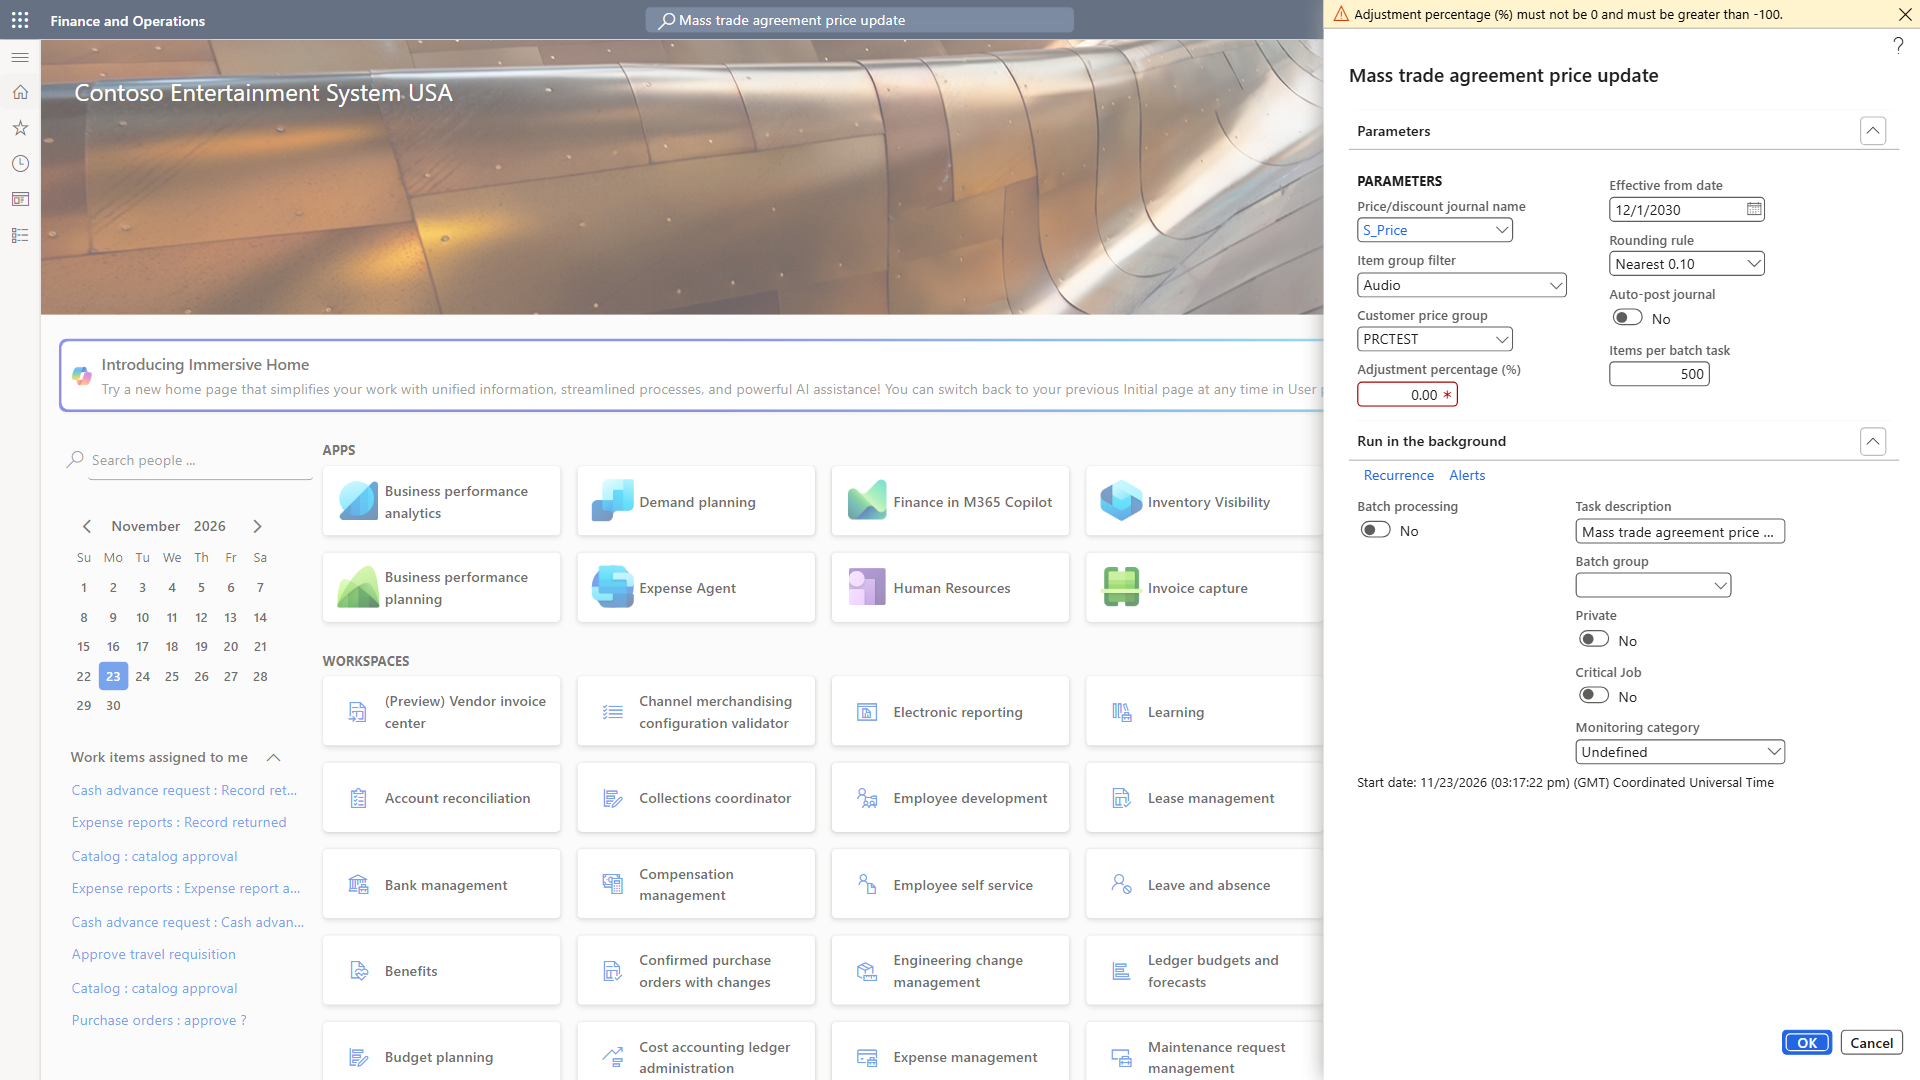 Finance and Operations
Mass trade agreement price update
Adjustment percentage (%) must not be 0 and must be greater than -100.
?
Contoso Entertainment System USA
Introducing Immersive Home
Try a new home page that simplifies your work with unified information, streamlined processes, and powerful AI assistance! You can switch back to your previous Initial page at any time in User
Search people ...
November 2026
Su Mo Tu We Th Fr Sa
1 2 3 4 5 6 7
8 9 10 11 12 13 14
15 16 17 18 19 20 21
22 23 24 25 26 27 28
29 30
Work items assigned to me
Cash advance request : Record ret...
Expense reports : Record returned
Catalog : catalog approval
Expense reports : Expense report a...
Cash advance request : Cash advan...
Approve travel requisition
Catalog : catalog approval
Purchase orders : approve ?
APPS
Business performance
analytics
Demand planning
Finance in M365 Copilot
Inventory Visibility
Business performance
planning
Expense Agent
Human Resources
Invoice capture
WORKSPACES
(Preview) Vendor invoice
center
Channel merchandising
configuration validator
Electronic reporting
Learning
Account reconciliation
Collections coordinator
Employee development
Lease management
Bank management
Compensation
management
Employee self service
Leave and absence
Benefits
Confirmed purchase
orders with changes
Engineering change
management
Ledger budgets and
forecasts
Budget planning
Cost accounting ledger
administration
Expense management
Maintenance request
management
Mass trade agreement price update
Parameters
PARAMETERS
Price/discount journal name
S_Price
Item group filter
Audio
Customer price group
PRCTEST
Adjustment percentage (%)
0.00 *
Effective from date
12/1/2030
Rounding rule
Nearest 0.10
Auto-post journal
No
Items per batch task
500
Run in the background
Recurrence Alerts
Batch processing
No
Task description
Mass trade agreement price ...
Batch group
Private
No
Critical Job
No
Monitoring category
Undefined
Start date: 11/23/2026 (03:17:22 pm) (GMT) Coordinated Universal Time
OK
Cancel